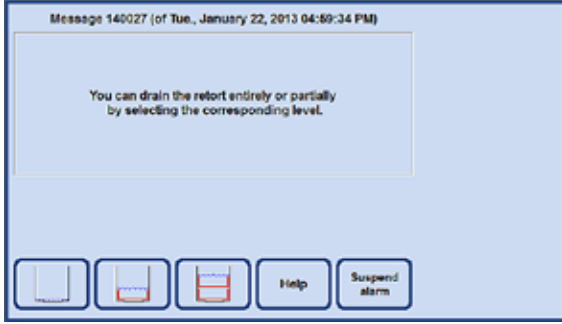 Message 140027 (of Tue., January 22, 2013 04:59:34 PM)
You can drain the retort entirely or partially
by selecting the corresponding level.
Help
Suspend
alarm